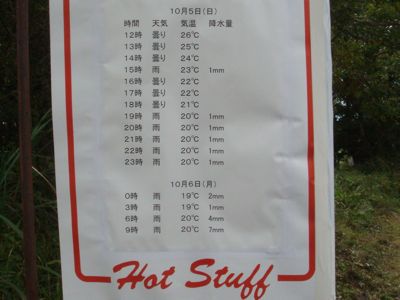 10月5日(日)
時間 天気 気温 降水量
12時 曇り 26℃
13時 曇り 25℃
14時 曇り 24℃
15時 雨 23℃ 1mm
16時 曇り 22℃
17時 曇り 22℃
18時 曇り 21℃
19時 雨 20℃ 1mm
20時 雨 20℃ 1mm
21時 雨 20℃ 1mm
22時 雨 20℃ 1mm
23時 雨 20℃ 1mm
10月6日(月)
0時 雨 19℃ 2mm
3時 雨 19℃ 1mm
6時 雨 20℃ 4mm
9時 雨 20℃ 7mm
Hot Stuff